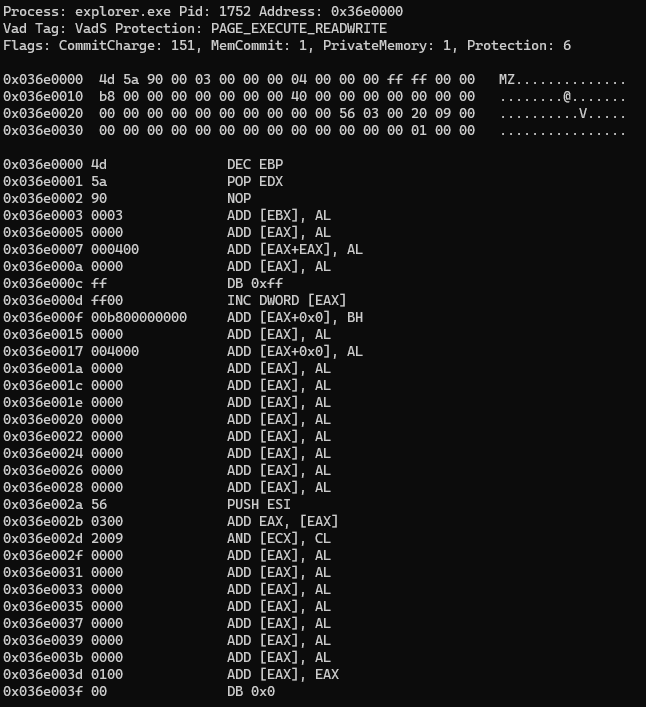 Process: explorer.exe Pid: 1752 Address: 0x36e0000
Vad Tag: VadS Protection: PAGE_EXECUTE_READWRITE
Flags: CommitCharge: 151, MemCommit: 1, PrivateMemory: 1, Protection: 6
0x036e0000  4d 5a 90 00 03 00 00 00 04 00 00 00 ff ff 00 00   MZ..............
0x036e0010  b8 00 00 00 00 00 00 00 40 00 00 00 00 00 00 00   ........@.......
0x036e0020  00 00 00 00 00 00 00 00 00 00 56 03 00 20 09 00   ..........V.....
0x036e0030  00 00 00 00 00 00 00 00 00 00 00 00 00 01 00 00   ................
0x036e0000 4d               DEC EBP
0x036e0001 5a               POP EDX
0x036e0002 90               NOP
0x036e0003 0003             ADD [EBX], AL
0x036e0005 0000             ADD [EAX], AL
0x036e0007 000400           ADD [EAX+EAX], AL
0x036e000a 0000             ADD [EAX], AL
0x036e000c ff               DB 0xff
0x036e000d ff00             INC DWORD [EAX]
0x036e000f 00b800000000     ADD [EAX+0x0], BH
0x036e0015 0000             ADD [EAX], AL
0x036e0017 004000           ADD [EAX+0x0], AL
0x036e001a 0000             ADD [EAX], AL
0x036e001c 0000             ADD [EAX], AL
0x036e001e 0000             ADD [EAX], AL
0x036e0020 0000             ADD [EAX], AL
0x036e0022 0000             ADD [EAX], AL
0x036e0024 0000             ADD [EAX], AL
0x036e0026 0000             ADD [EAX], AL
0x036e0028 0000             ADD [EAX], AL
0x036e002a 56               PUSH ESI
0x036e002b 0300             ADD EAX, [EAX]
0x036e002d 2009             AND [ECX], CL
0x036e002f 0000             ADD [EAX], AL
0x036e0031 0000             ADD [EAX], AL
0x036e0033 0000             ADD [EAX], AL
0x036e0035 0000             ADD [EAX], AL
0x036e0037 0000             ADD [EAX], AL
0x036e0039 0000             ADD [EAX], AL
0x036e003b 0000             ADD [EAX], AL
0x036e003d 0100             ADD [EAX], EAX
0x036e003f 00               DB 0x0